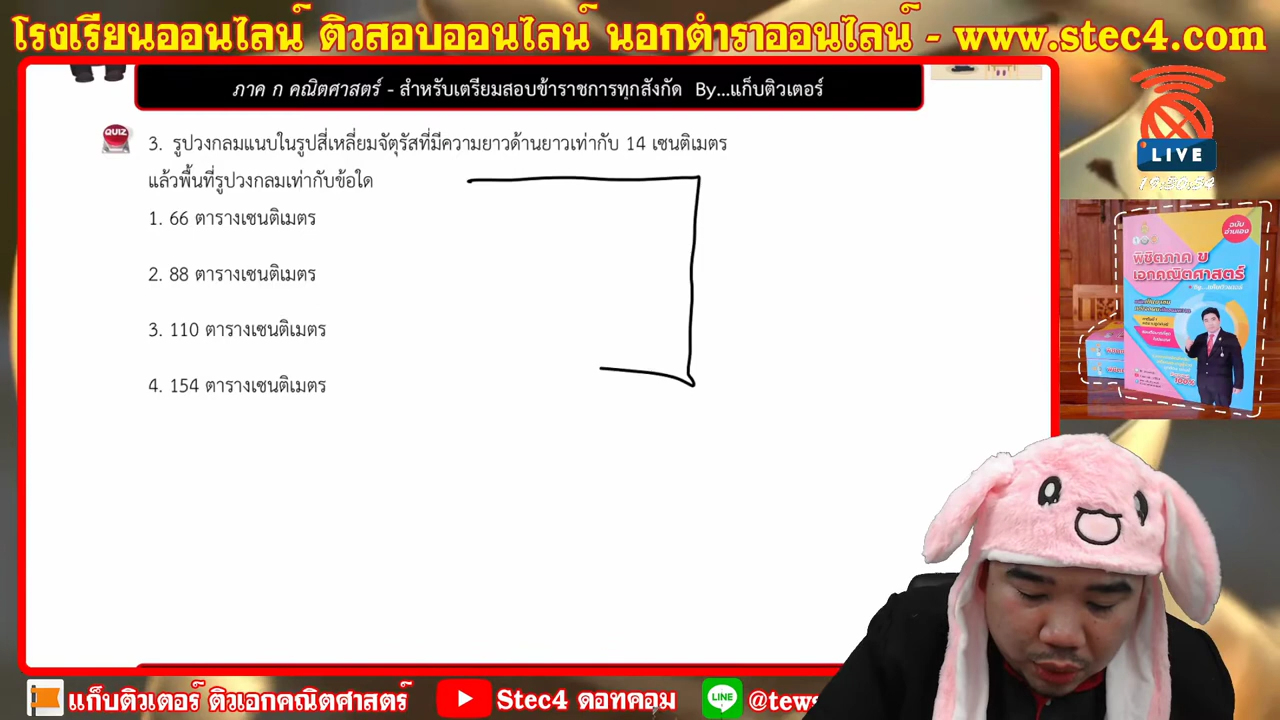 โรงเรียนออนไลน์ ติวสอบออนไลน์ นอกตำราออนไลน์ - www.stec4.com
ภาค ก คณิตศาสตร์ - สำหรับเตรียมสอบข้าราชการทุกสังกัด By...แก็บติวเตอร์
QUIZ
3. รูปวงกลมแนบในรูปสี่เหลี่ยมจัตุรัสที่มีความยาวด้านยาวเท่ากับ 14 เซนติเมตร
แล้วพื้นที่รูปวงกลมเท่ากับข้อใด
1. 66 ตารางเซนติเมตร
2. 88 ตารางเซนติเมตร
3. 110 ตารางเซนติเมตร
4. 154 ตารางเซนติเมตร
LIVE
ฉบับ
อ่านเอง
พิชิตภาค ข
เอกคณิตศาสตร์
100%
แก็บติวเตอร์ ติวเอกคณิตศาสตร์
Stec4 ดอทคอม
LINE
@tews